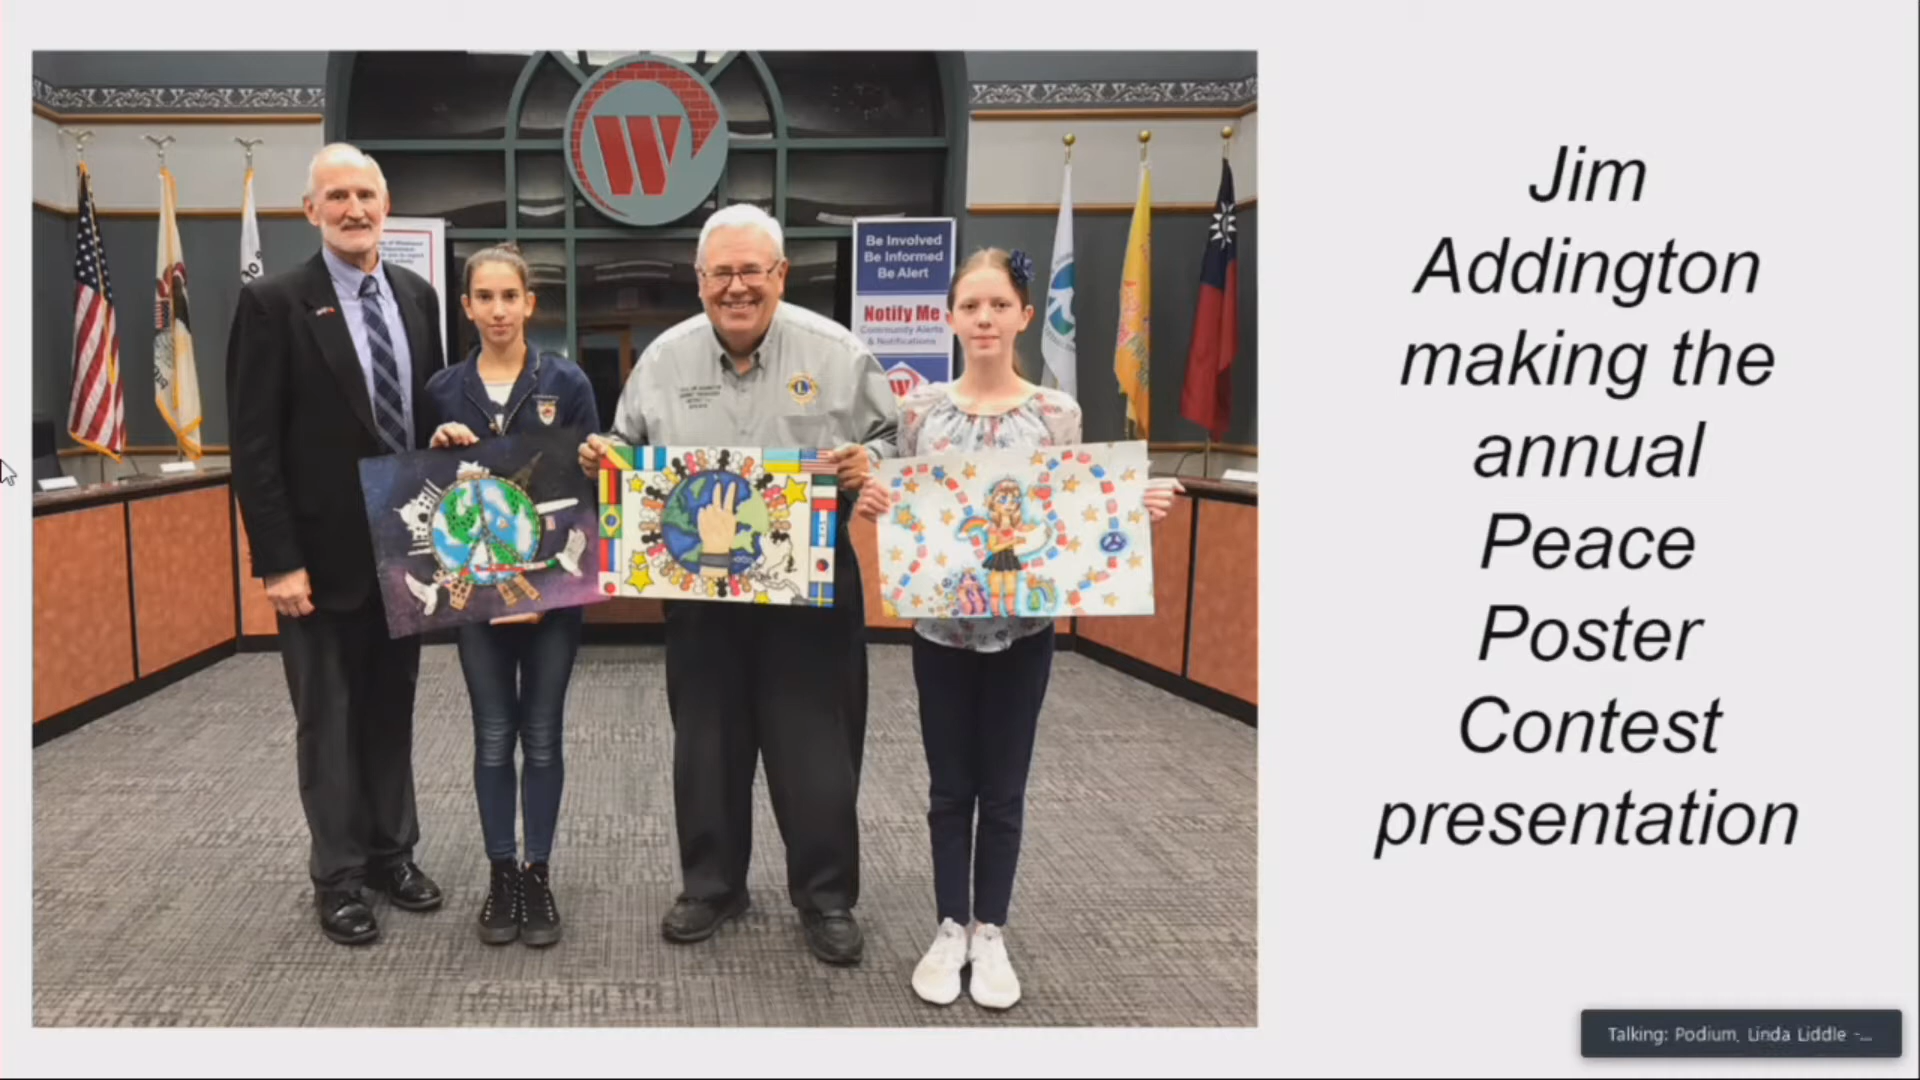 W
Be Involved
Be Informed
Be Alert
Notify Me
Community Alerts
& Notifications
Jim
Addington
making the
annual
Peace
Poster
Contest
presentation
Talking: Podium, Linda Liddle -...